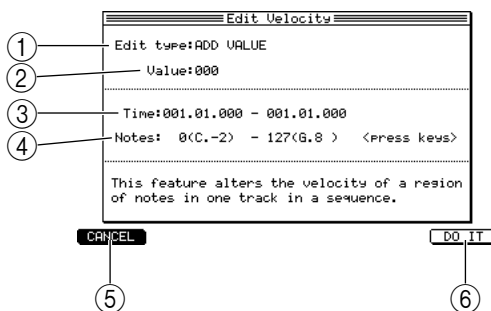 Edit Velocity
① Edit type:ADD VALUE
② Value:000
③ Time:001.01.000 - 001.01.000
④ Notes: 0(C.-2) - 127(G.8 ) <press keys>
This feature alters the velocity of a region
of notes in one track in a sequence.
CANCEL DO IT
⑤ ⑥